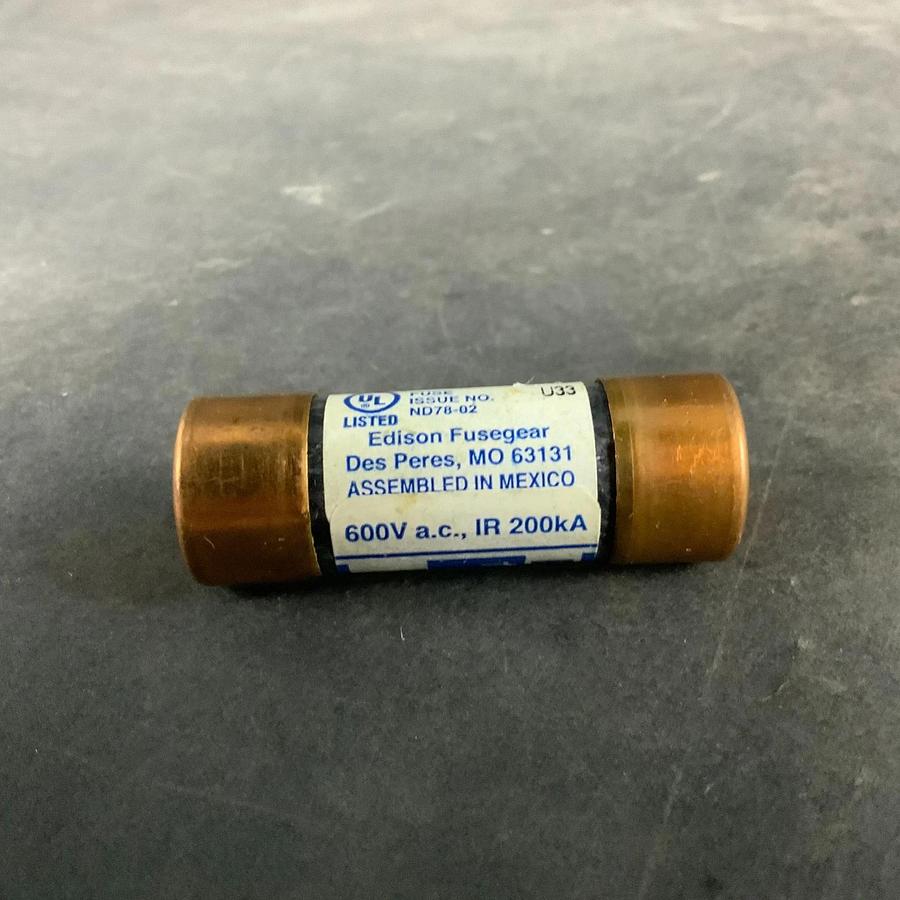 UL
LISTED
FUSE
ISSUE NO.
ND78-02
U33
Edison Fusegear
Des Peres, MO 63131
ASSEMBLED IN MEXICO
600V a.c., IR 200kA